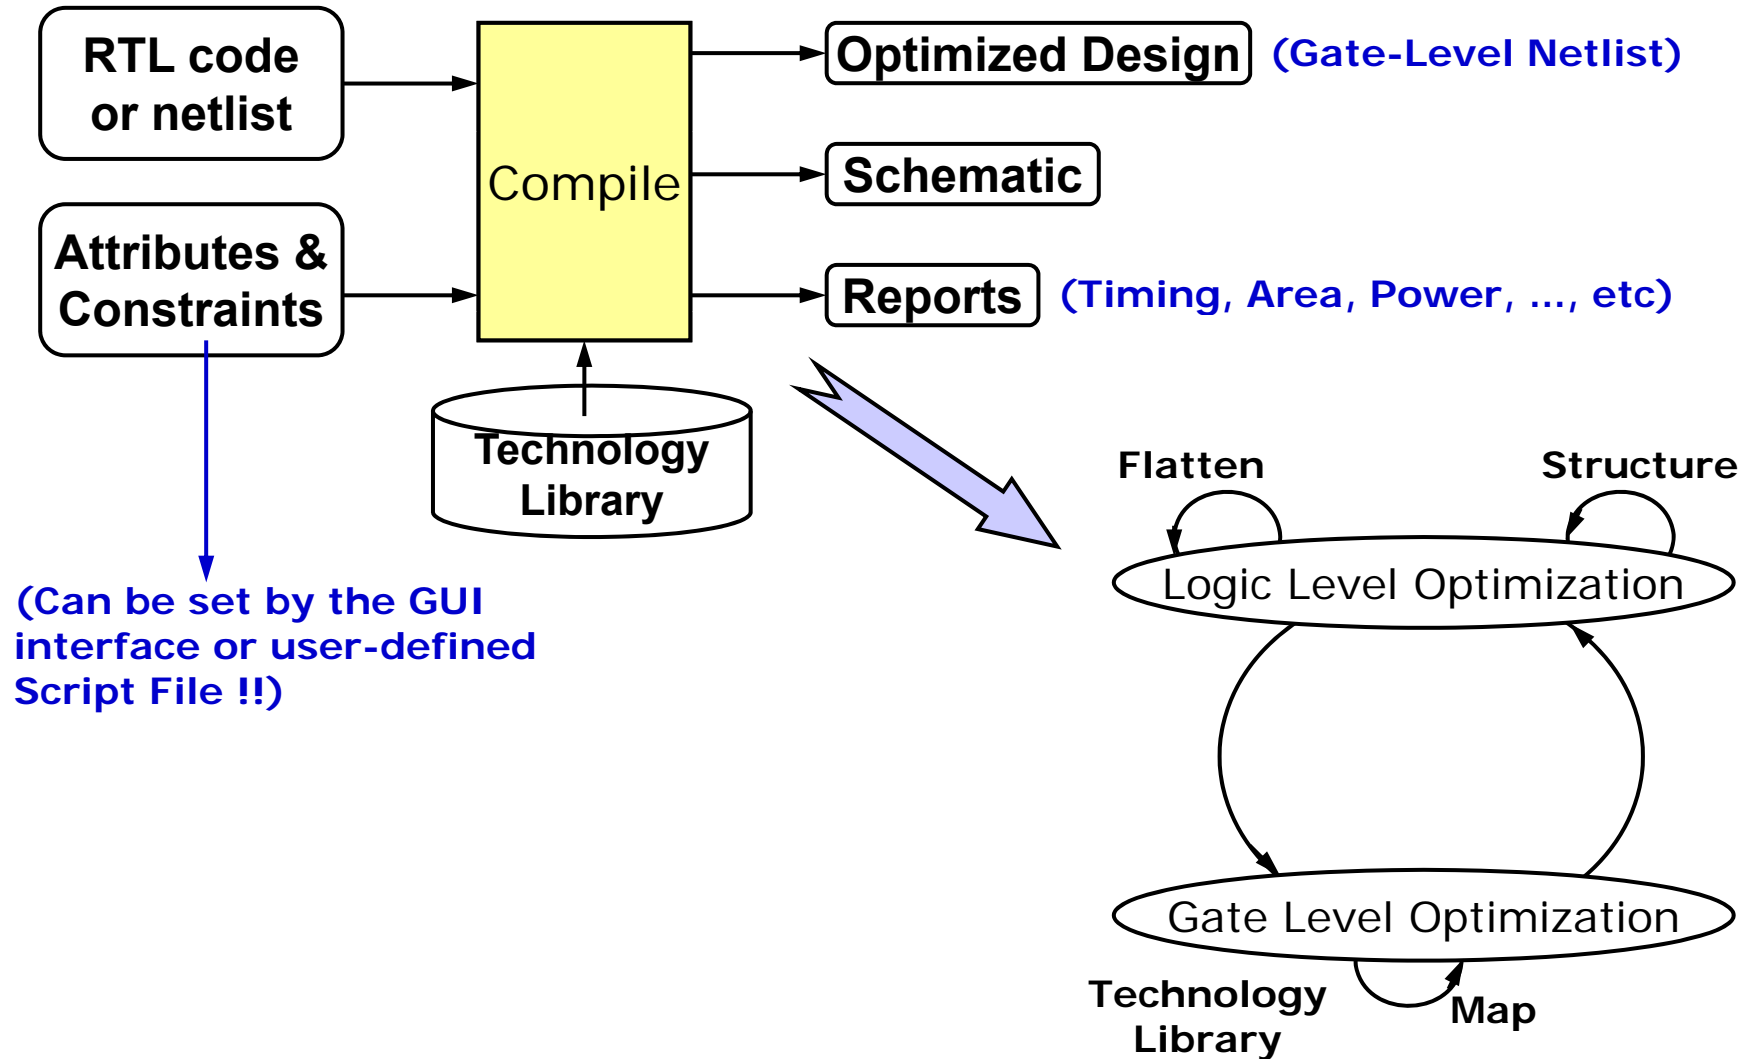 RTL code
or netlist
Attributes &
Constraints
Compile
Optimized Design
(Gate-Level Netlist)
Schematic
Reports
(Timing, Area, Power, ..., etc)
Technology
Library
(Can be set by the GUI
interface or user-defined
Script File !!)
Flatten
Structure
Logic Level Optimization
Gate Level Optimization
Technology
Library
Map